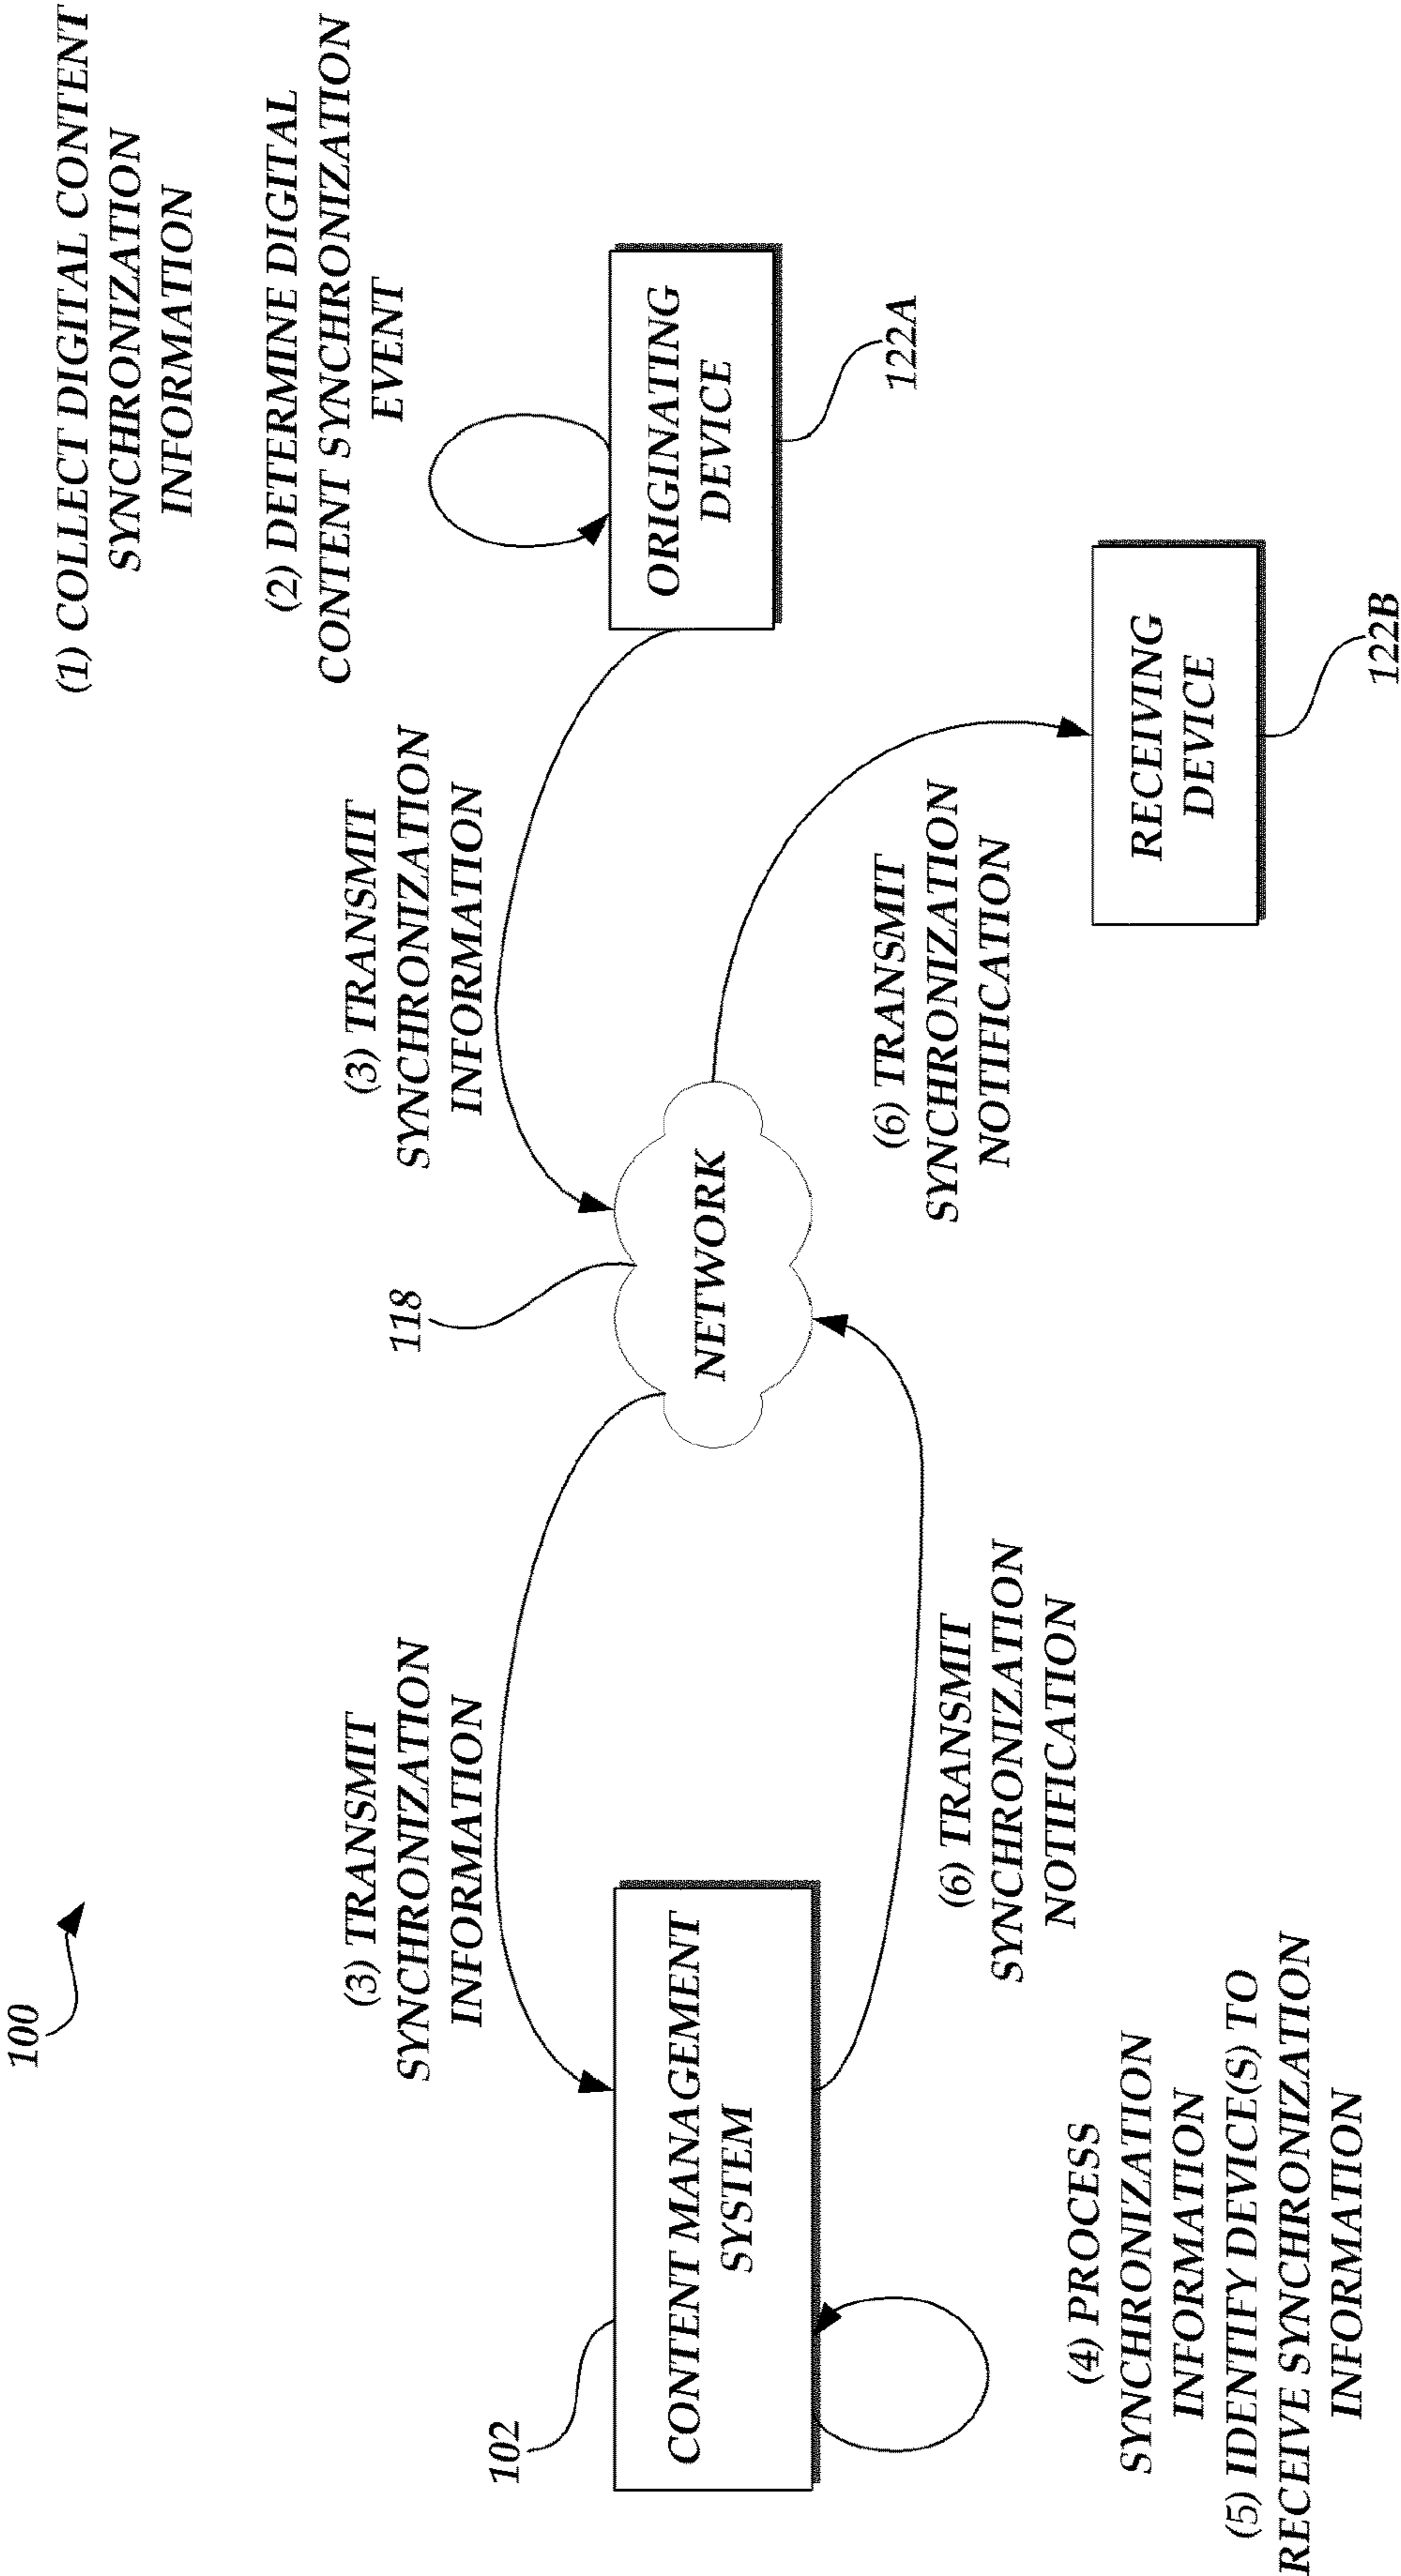 100
(1) COLLECT DIGITAL CONTENT
SYNCHRONIZATION
INFORMATION
(2) DETERMINE DIGITAL
CONTENT SYNCHRONIZATION
EVENT
(3) TRANSMIT
SYNCHRONIZATION
INFORMATION
118
(3) TRANSMIT
SYNCHRONIZATION
INFORMATION
102
CONTENT MANAGEMENT
SYSTEM
NETWORK
ORIGINATING
DEVICE
122A
(6) TRANSMIT
SYNCHRONIZATION
NOTIFICATION
(6) TRANSMIT
SYNCHRONIZATION
NOTIFICATION
(4) PROCESS
SYNCHRONIZATION
INFORMATION
(5) IDENTIFY DEVICE(S) TO
RECEIVE SYNCHRONIZATION
INFORMATION
RECEIVING
DEVICE
122B